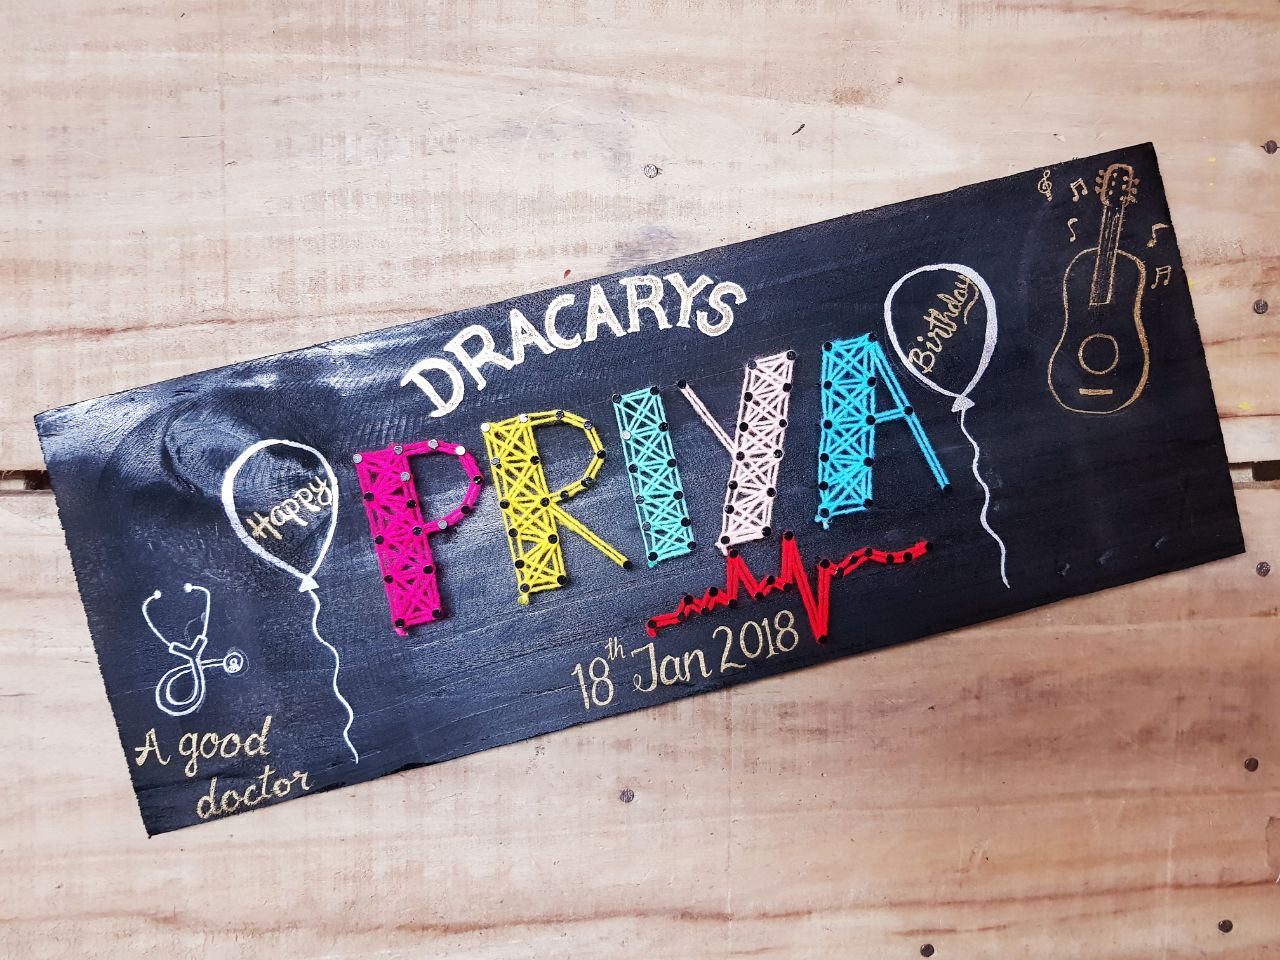 DRACARYS
PRIYA
Happy
Birthday
18th Jan 2018
A good
doctor